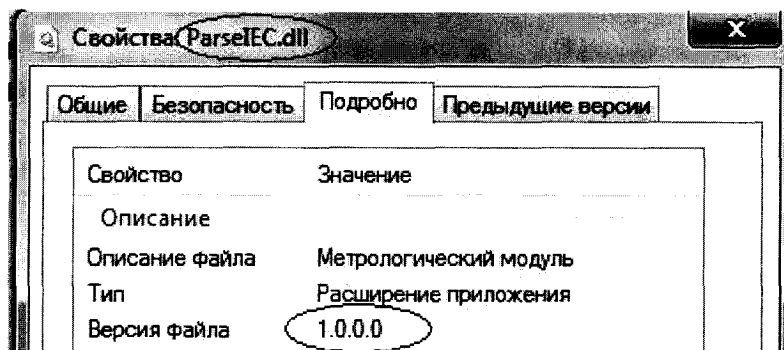 Свойства: ParseIEC.dll
X
Общие Безопасность Подробно Предыдущие версии
Свойство Значение
Описание
Описание файла Метрологический модуль
Тип Расширение приложения
Версия файла 1.0.0.0